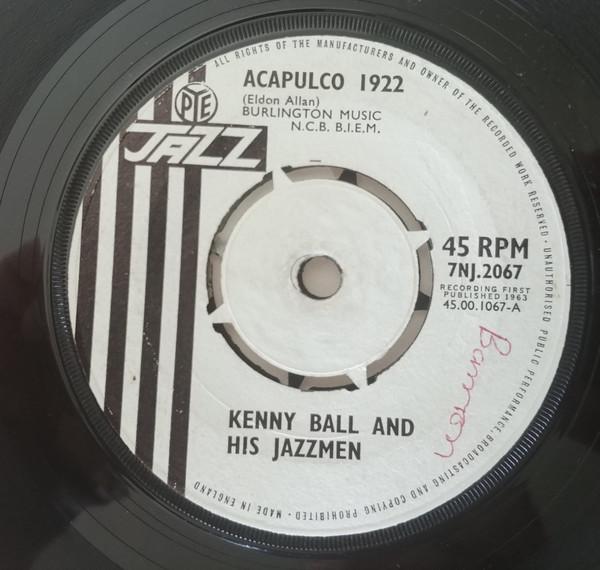 ALL RIGHTS OF THE MANUFACTURERS AND OWNER OF THE RECORDED WORK RESERVED · UNAUTHORISED PUBLIC PERFORMANCE, BROADCASTING AND COPYING PROHIBITED · MADE IN ENGLAND
PYE
JAZZ
ACAPULCO 1922
(Eldon Allan)
BURLINGTON MUSIC
N.C.B. B.I.E.M.
45 RPM
7NJ.2067
RECORDING FIRST
PUBLISHED 1963
45.00.1067-A
KENNY BALL AND
HIS JAZZMEN